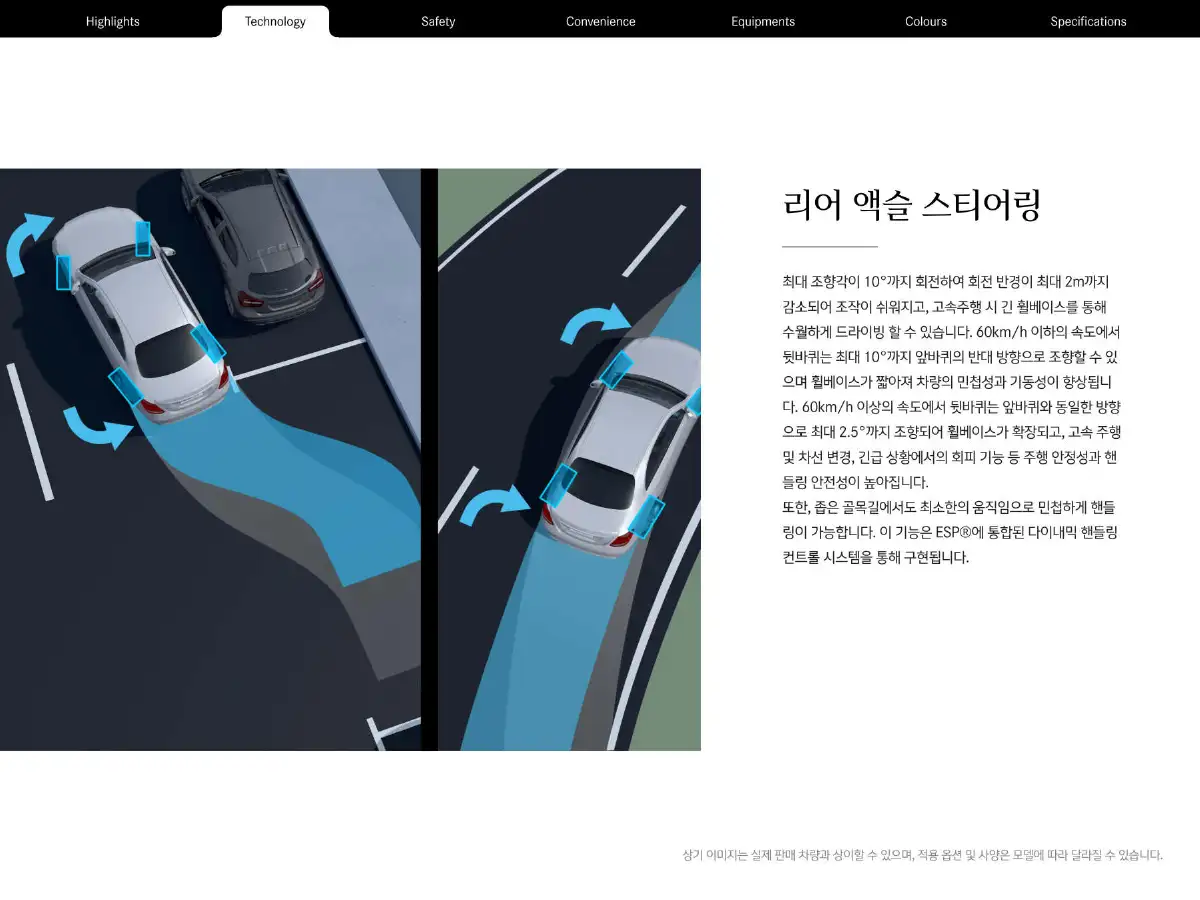 Highlights
Technology
Safety
Convenience
Equipments
Colours
Specifications
리어 액슬 스티어링
최대 조향각이 10°까지 회전하여 회전 반경이 최대 2m까지
감소되어 조작이 쉬워지고, 고속주행 시 긴 휠베이스를 통해
수월하게 드라이빙 할 수 있습니다. 60km/h 이하의 속도에서
뒷바퀴는 최대 10°까지 앞바퀴의 반대 방향으로 조향할 수 있
으며 휠베이스가 짧아져 차량의 민첩성과 기동성이 향상됩니
다. 60km/h 이상의 속도에서 뒷바퀴는 앞바퀴와 동일한 방향
으로 최대 2.5°까지 조향되어 휠베이스가 확장되고, 고속 주행
및 차선 변경, 긴급 상황에서의 회피 기능 등 주행 안정성과 핸
들링 안전성이 높아집니다.
또한, 좁은 골목길에서도 최소한의 움직임으로 민첩하게 핸들
링이 가능합니다. 이 기능은 ESP®에 통합된 다이내믹 핸들링
컨트롤 시스템을 통해 구현됩니다.
상기 이미지는 실제 판매 차량과 상이할 수 있으며, 적용 옵션 및 사양은 모델에 따라 달라질 수 있습니다.